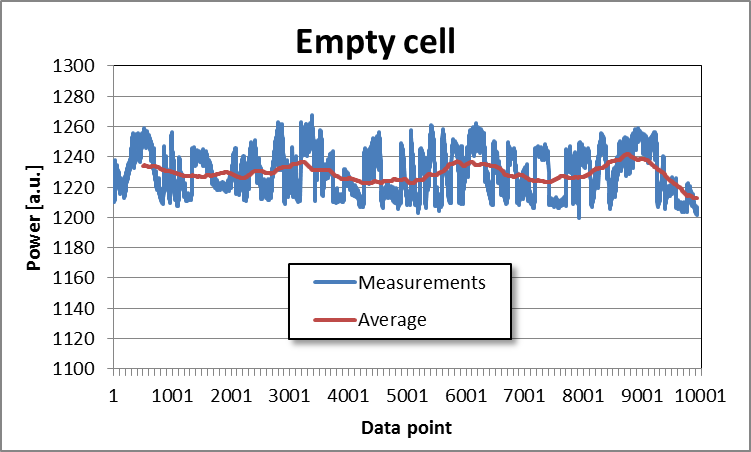 Empty cell
1300
1280
1260
1240
1220
1200
1180
1160
1140
1120
1100
Power [a.u.]
Measurements
Average
1 1001 2001 3001 4001 5001 6001 7001 8001 9001 10001
Data point